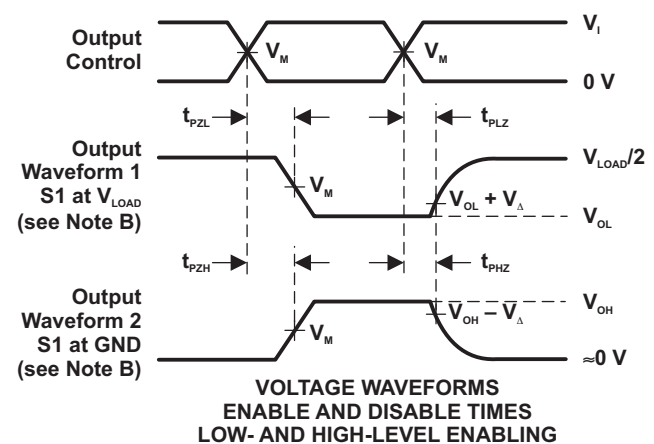 Output
Control
V_M
V_M
V_I
0 V
t_PZL
t_PLZ
Output
Waveform 1
S1 at V_LOAD
(see Note B)
V_M
V_OL + V_Δ
V_LOAD/2
V_OL
t_PZH
t_PHZ
Output
Waveform 2
S1 at GND
(see Note B)
V_M
V_OH – V_Δ
V_OH
≈0 V
VOLTAGE WAVEFORMS
ENABLE AND DISABLE TIMES
LOW- AND HIGH-LEVEL ENABLING